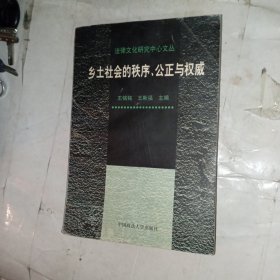 法律文化研究中心文丛
乡土社会的秩序、公正与权威
王铭铭 王斯福 主编
中国政法大学出版社